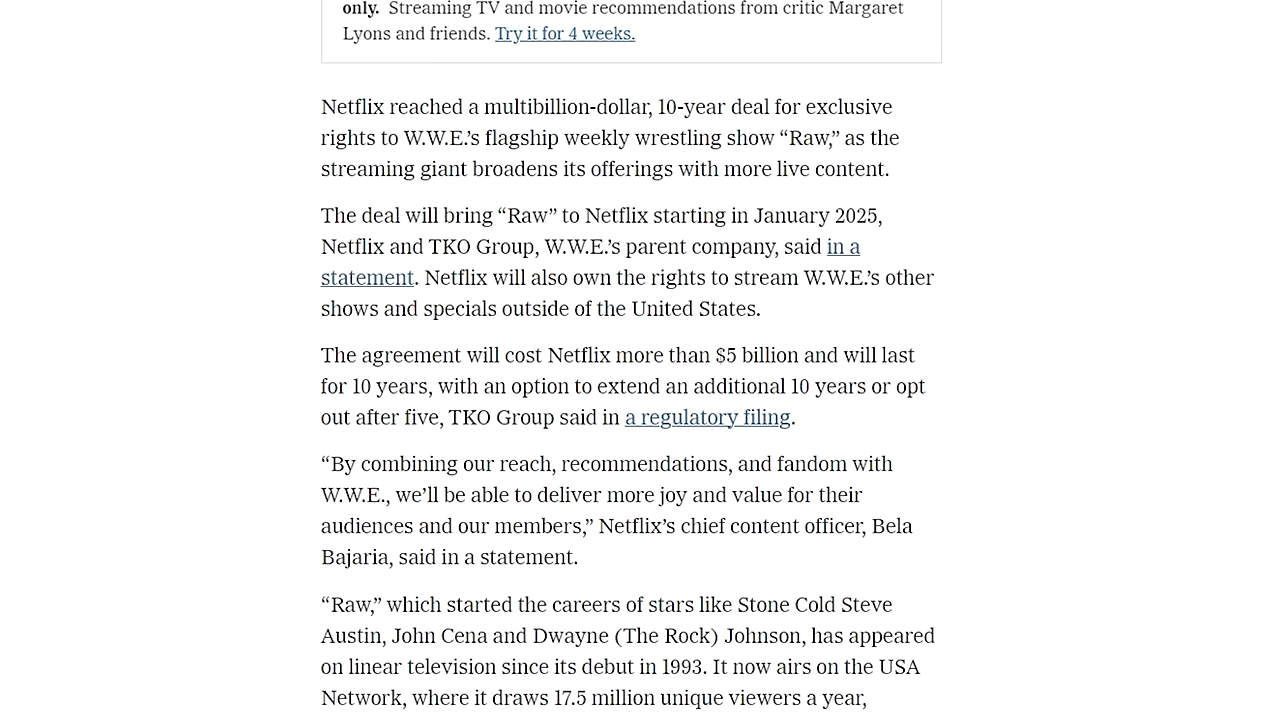 only. Streaming TV and movie recommendations from critic Margaret
Lyons and friends. Try it for 4 weeks.
Netflix reached a multibillion-dollar, 10-year deal for exclusive
rights to W.W.E.’s flagship weekly wrestling show “Raw,” as the
streaming giant broadens its offerings with more live content.
The deal will bring “Raw” to Netflix starting in January 2025,
Netflix and TKO Group, W.W.E.’s parent company, said in a
statement. Netflix will also own the rights to stream W.W.E.’s other
shows and specials outside of the United States.
The agreement will cost Netflix more than $5 billion and will last
for 10 years, with an option to extend an additional 10 years or opt
out after five, TKO Group said in a regulatory filing.
“By combining our reach, recommendations, and fandom with
W.W.E., we’ll be able to deliver more joy and value for their
audiences and our members,” Netflix’s chief content officer, Bela
Bajaria, said in a statement.
“Raw,” which started the careers of stars like Stone Cold Steve
Austin, John Cena and Dwayne (The Rock) Johnson, has appeared
on linear television since its debut in 1993. It now airs on the USA
Network, where it draws 17.5 million unique viewers a year,